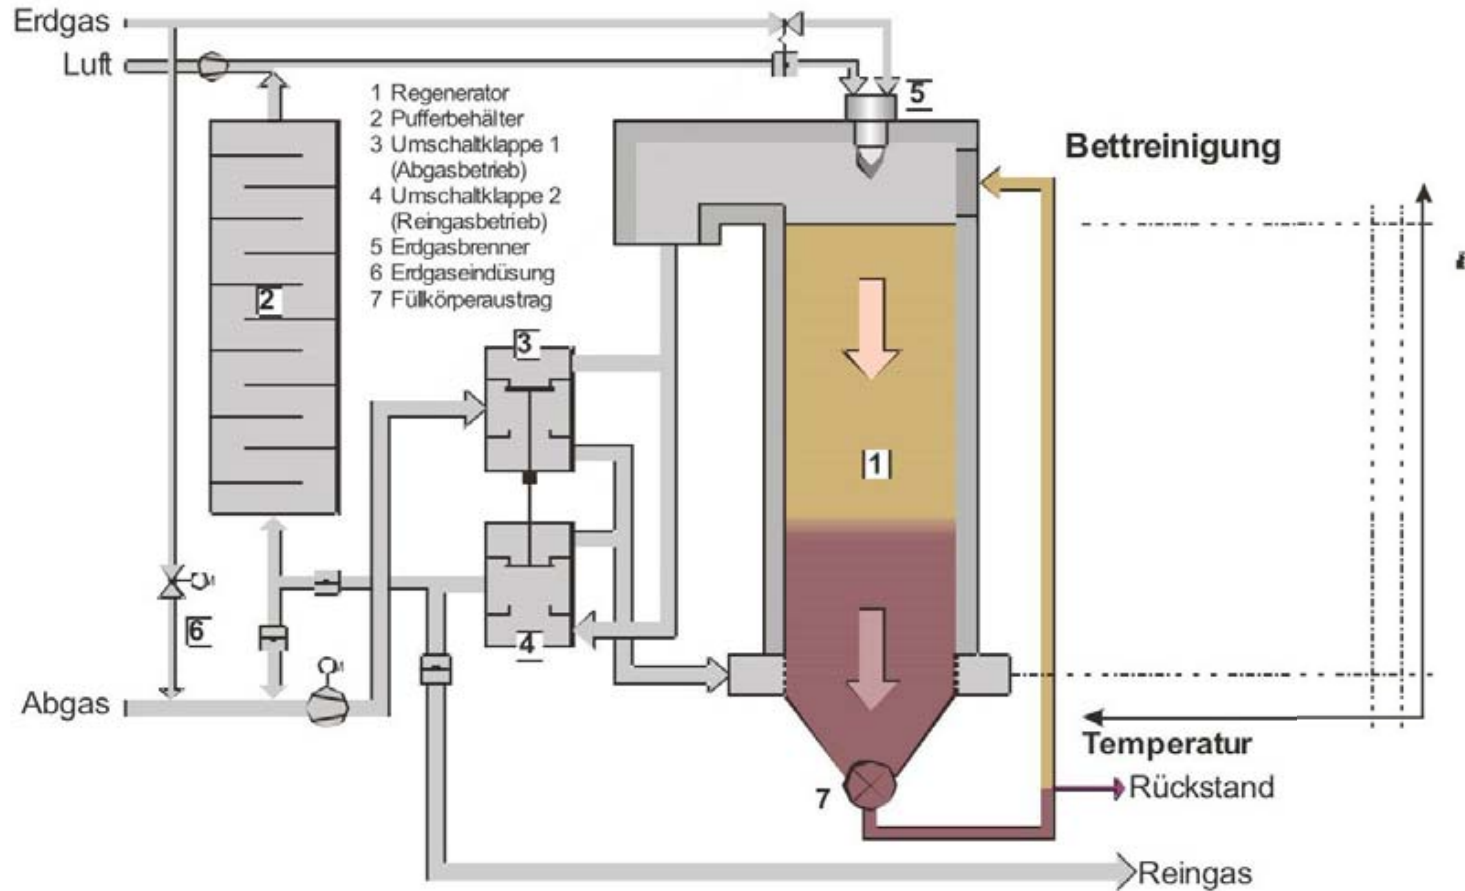 Erdgas
Luft
1 Regenerator
2 Pufferbehälter
3 Umschaltklappe 1
(Abgasbetrieb)
4 Umschaltklappe 2
(Reingasbetrieb)
5 Erdgasbrenner
6 Erdgaseindüsung
7 Füllkörperaustrag
5
Bettreinigung
2
3
1
4
M
6
M
Abgas
Temperatur
7
Rückstand
Reingas